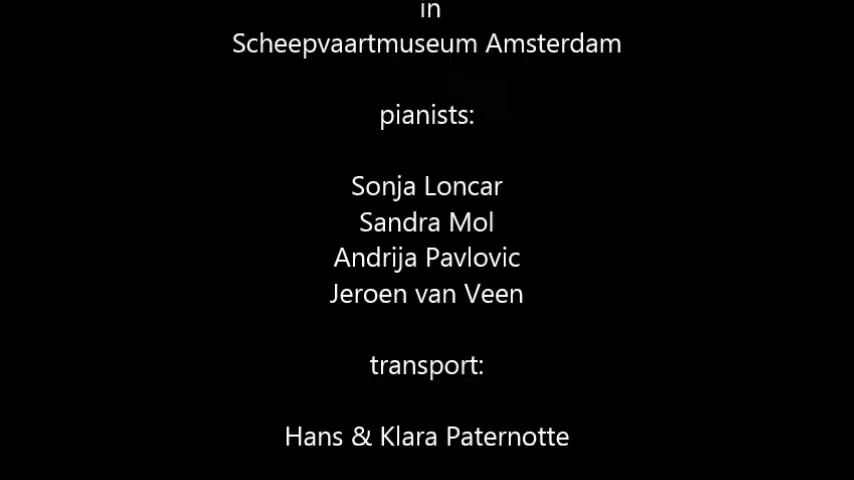 in
Scheepvaartmuseum Amsterdam
pianists:
Sonja Loncar
Sandra Mol
Andrija Pavlovic
Jeroen van Veen
transport:
Hans & Klara Paternotte